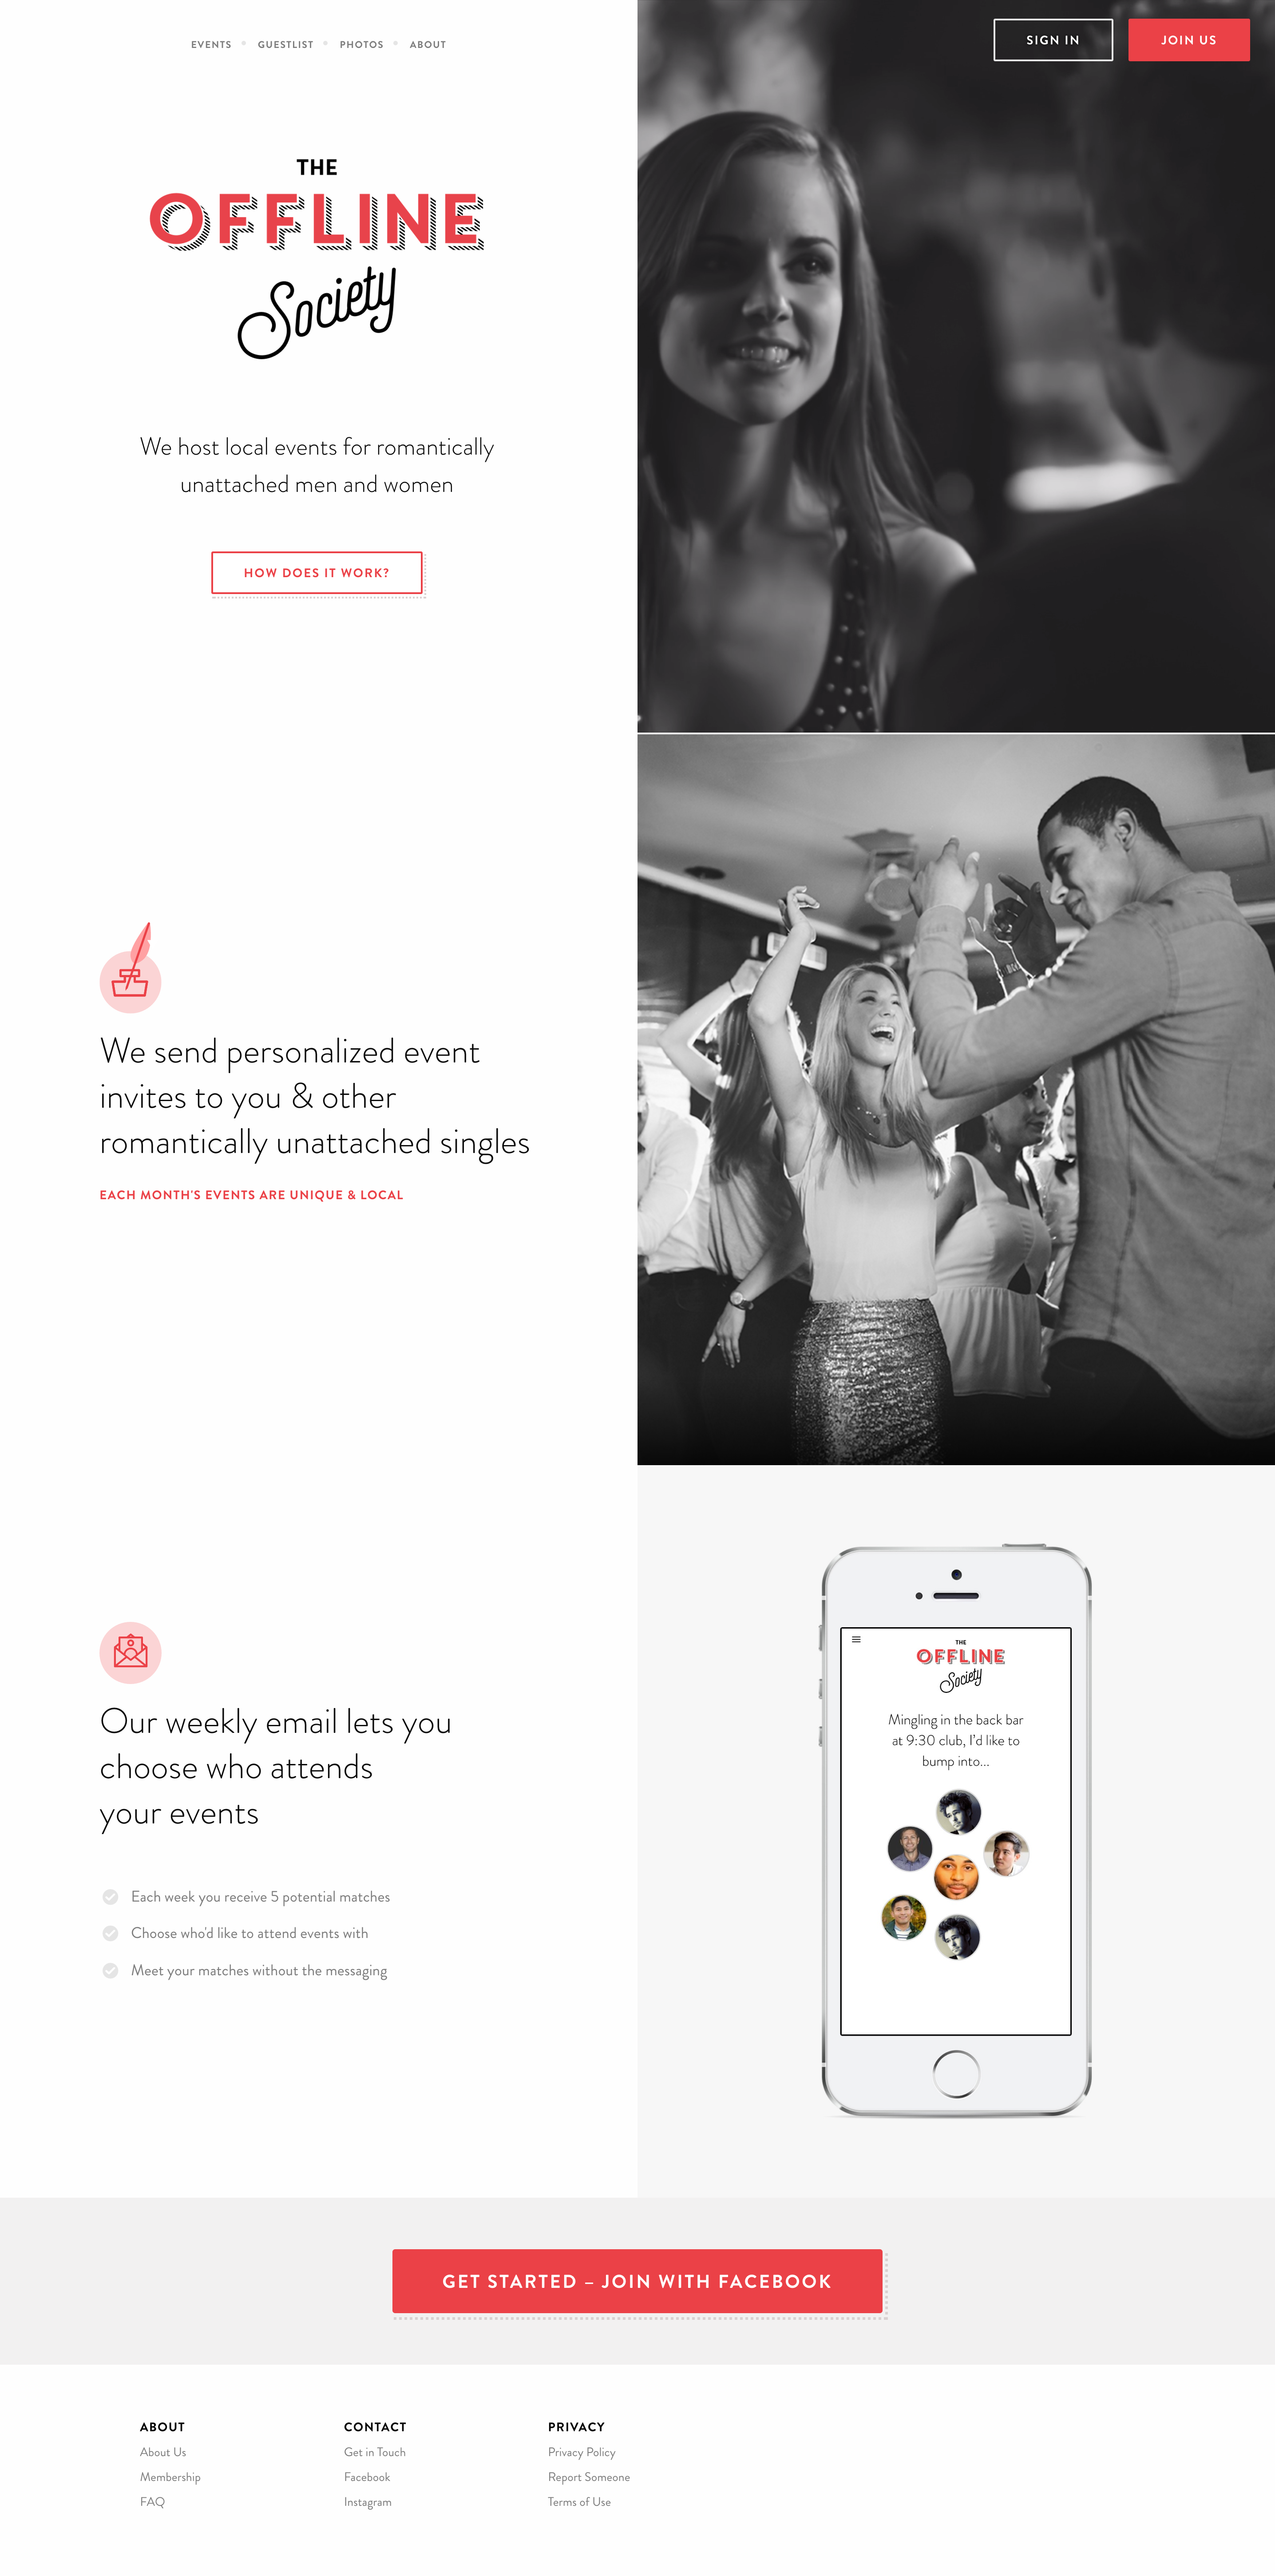 EVENTS • GUESTLIST • PHOTOS • ABOUT
SIGN IN
JOIN US
THE
OFFLINE
Society
We host local events for romantically
unattached men and women
HOW DOES IT WORK?
We send personalized event
invites to you & other
romantically unattached singles
EACH MONTH'S EVENTS ARE UNIQUE & LOCAL
Our weekly email lets you
choose who attends
your events
Each week you receive 5 potential matches
Choose who'd like to attend events with
Meet your matches without the messaging
THE
OFFLINE
Society
Mingling in the back bar
at 9:30 club, I'd like to
bump into...
GET STARTED – JOIN WITH FACEBOOK
ABOUT
About Us
Membership
FAQ
CONTACT
Get in Touch
Facebook
Instagram
PRIVACY
Privacy Policy
Report Someone
Terms of Use